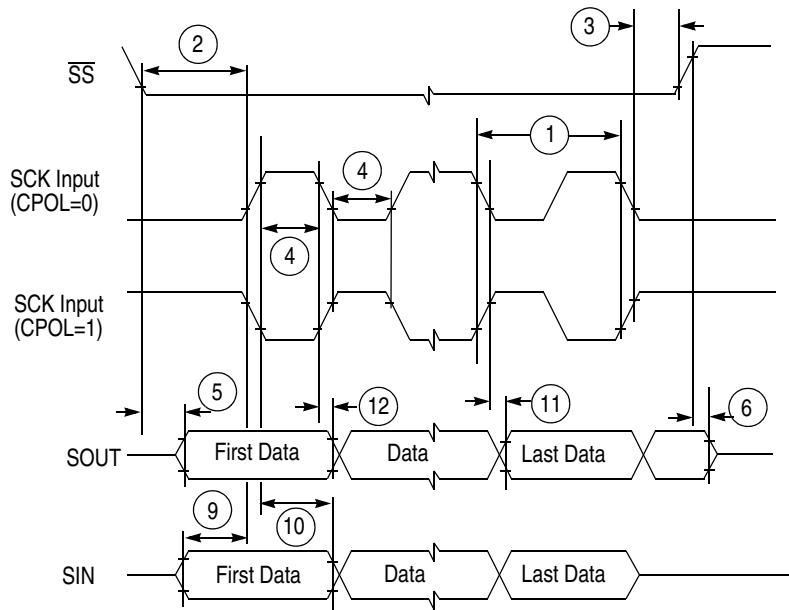 2
3
SS
1
SCK Input
(CPOL=0)
4
4
SCK Input
(CPOL=1)
5
12
11
6
SOUT
First Data
Data
Last Data
9
10
SIN
First Data
Data
Last Data